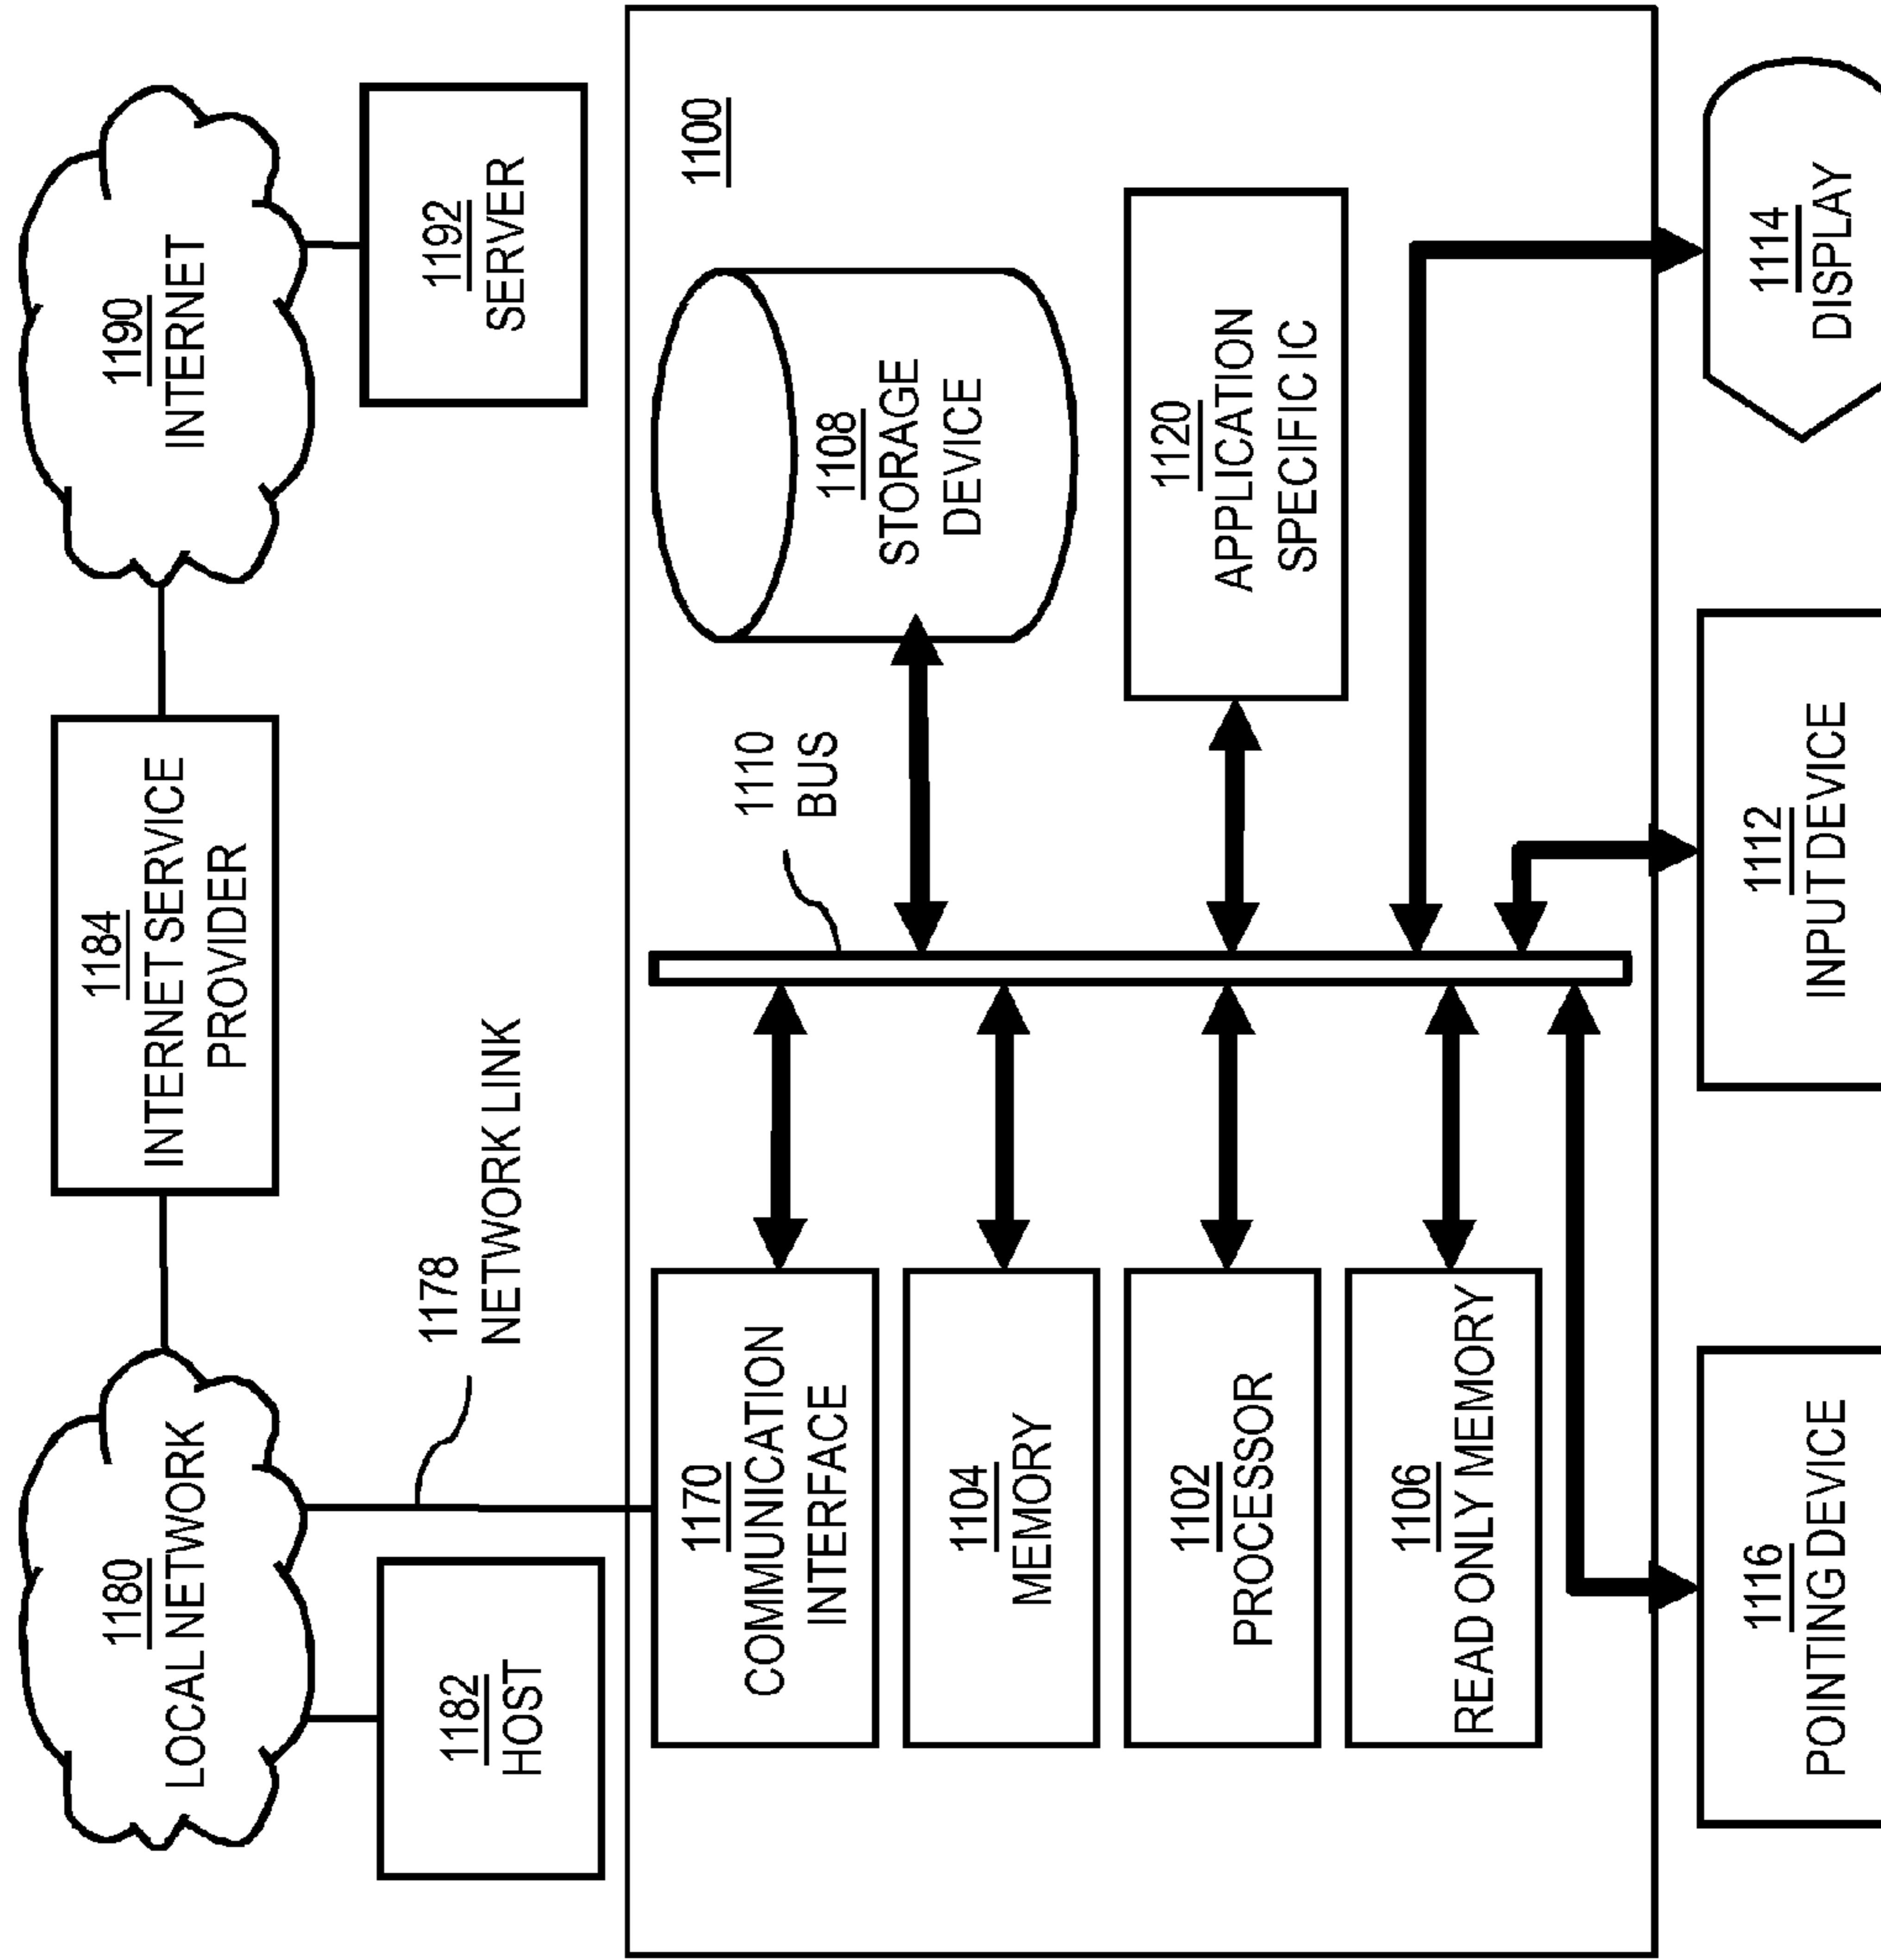 1180
LOCAL NETWORK
1184
INTERNET SERVICE
PROVIDER
1190
INTERNET
1182
HOST
1178
NETWORK LINK
1192
SERVER
1100
1170
COMMUNICATION
INTERFACE
1110
BUS
1108
STORAGE
DEVICE
1104
MEMORY
1102
PROCESSOR
1120
APPLICATION
SPECIFIC IC
1106
READ ONLY MEMORY
1116
POINTING DEVICE
1112
INPUT DEVICE
1114
DISPLAY